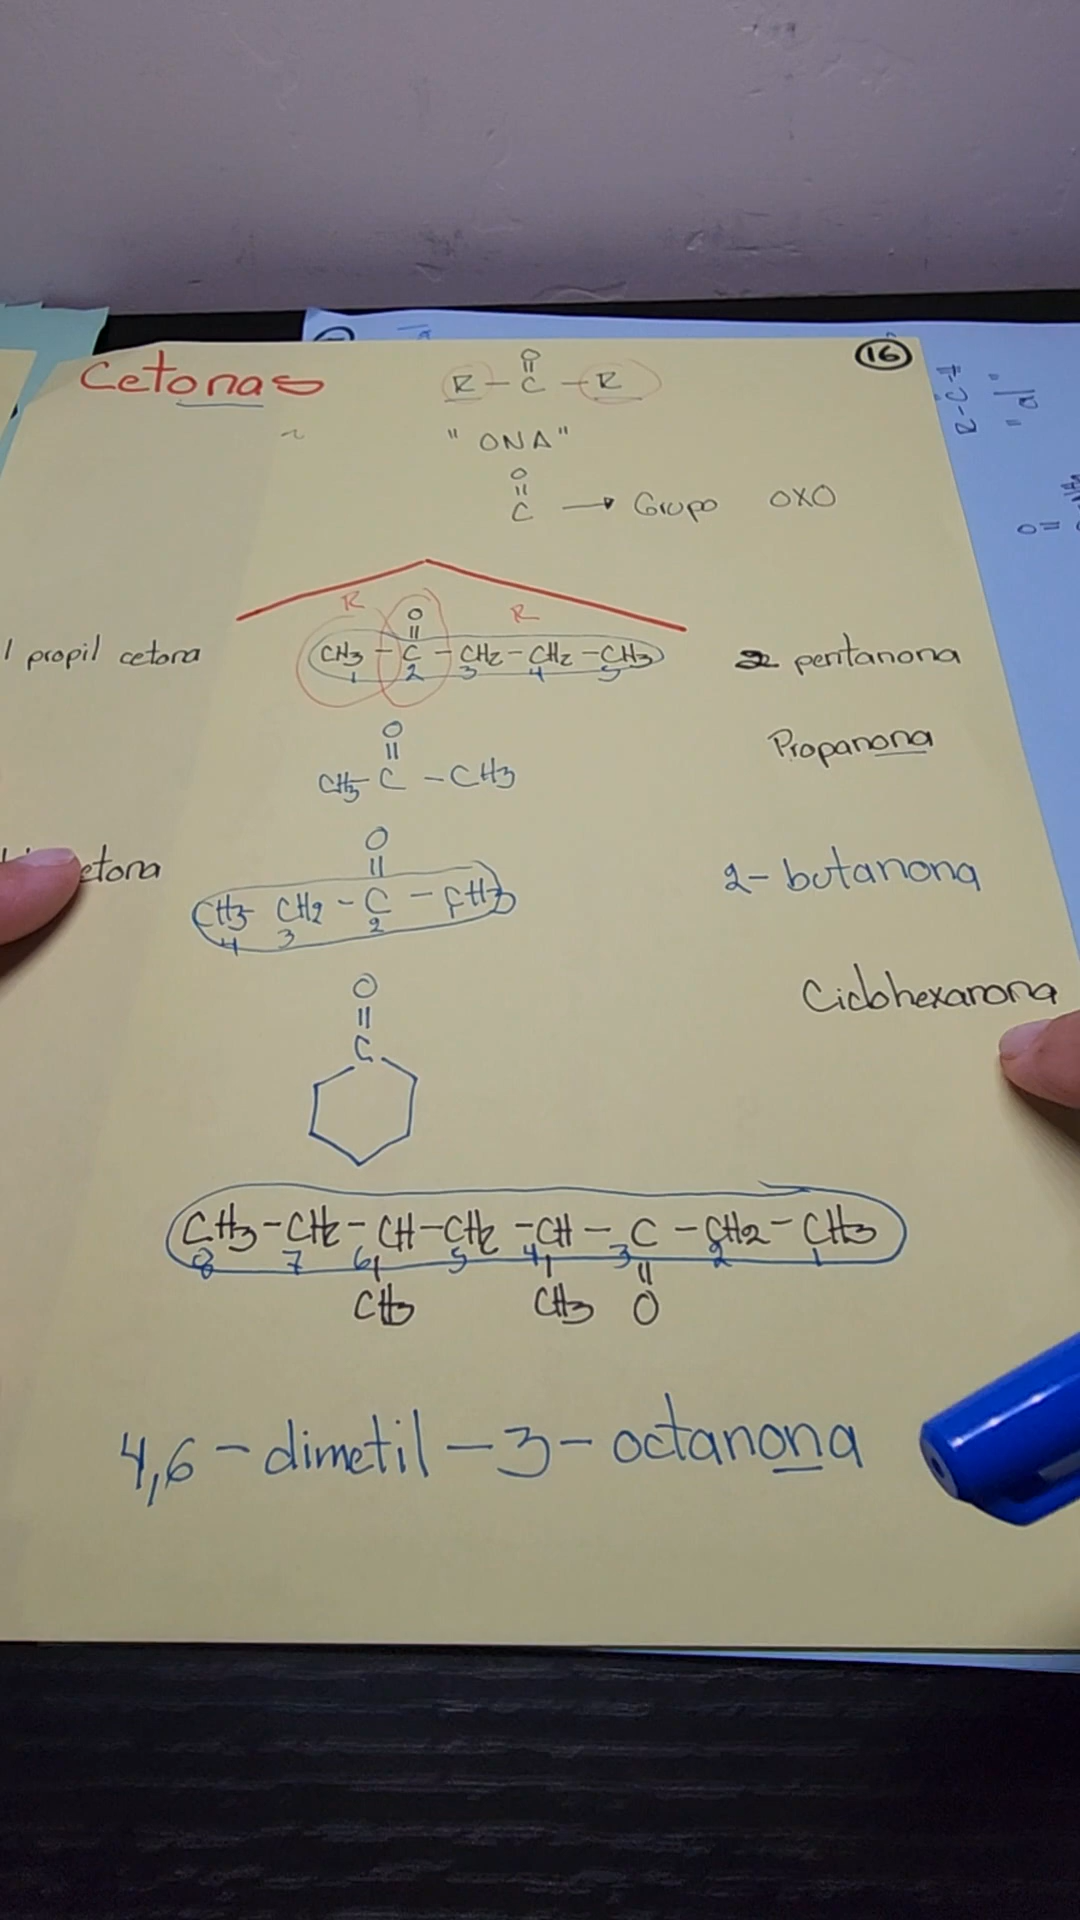 Cetonas
16
O
||
R - C - R
" ONA "
O
||
C → Grupo OXO
R R
O
||
l propil cetona CH3 - C - CH2 - CH2 - CH3 2 pentanona
1 2 3 4 5
O
||
CH3 - C - CH3 Propanona
O
||
etona CH3 CH2 - C - CH3 2- butanona
4 3 2
O
||
C
Ciclohexanona
CH3 - CH2 - CH - CH2 - CH - C - CH2 - CH3
8 7 6 5 4 3 2 1
CH3 CH3 O
4,6 - dimetil - 3 - octanona